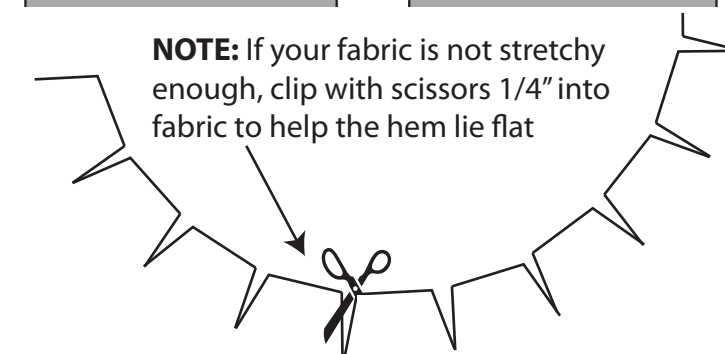 NOTE: If your fabric is not stretchy
enough, clip with scissors 1/4” into
fabric to help the hem lie flat